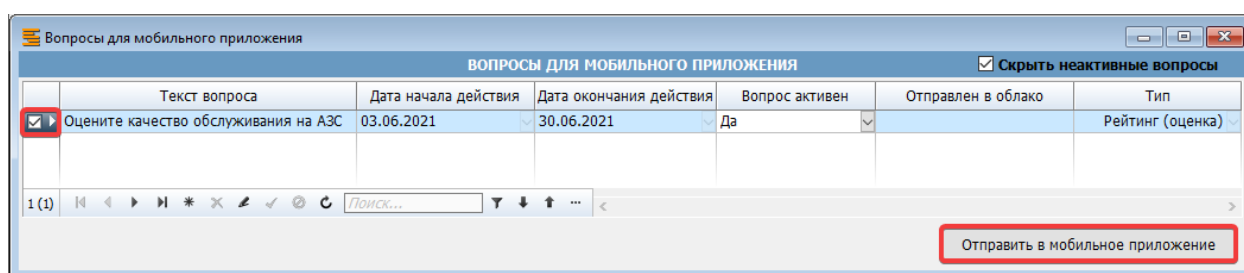 Вопросы для мобильного приложения
ВОПРОСЫ ДЛЯ МОБИЛЬНОГО ПРИЛОЖЕНИЯ Скрыть неактивные вопросы
Текст вопроса Дата начала действия Дата окончания действия Вопрос активен Отправлен в облако Тип
Оцените качество обслуживания на АЗС 03.06.2021 30.06.2021 Да Рейтинг (оценка)
1 (1) Поиск...
Отправить в мобильное приложение